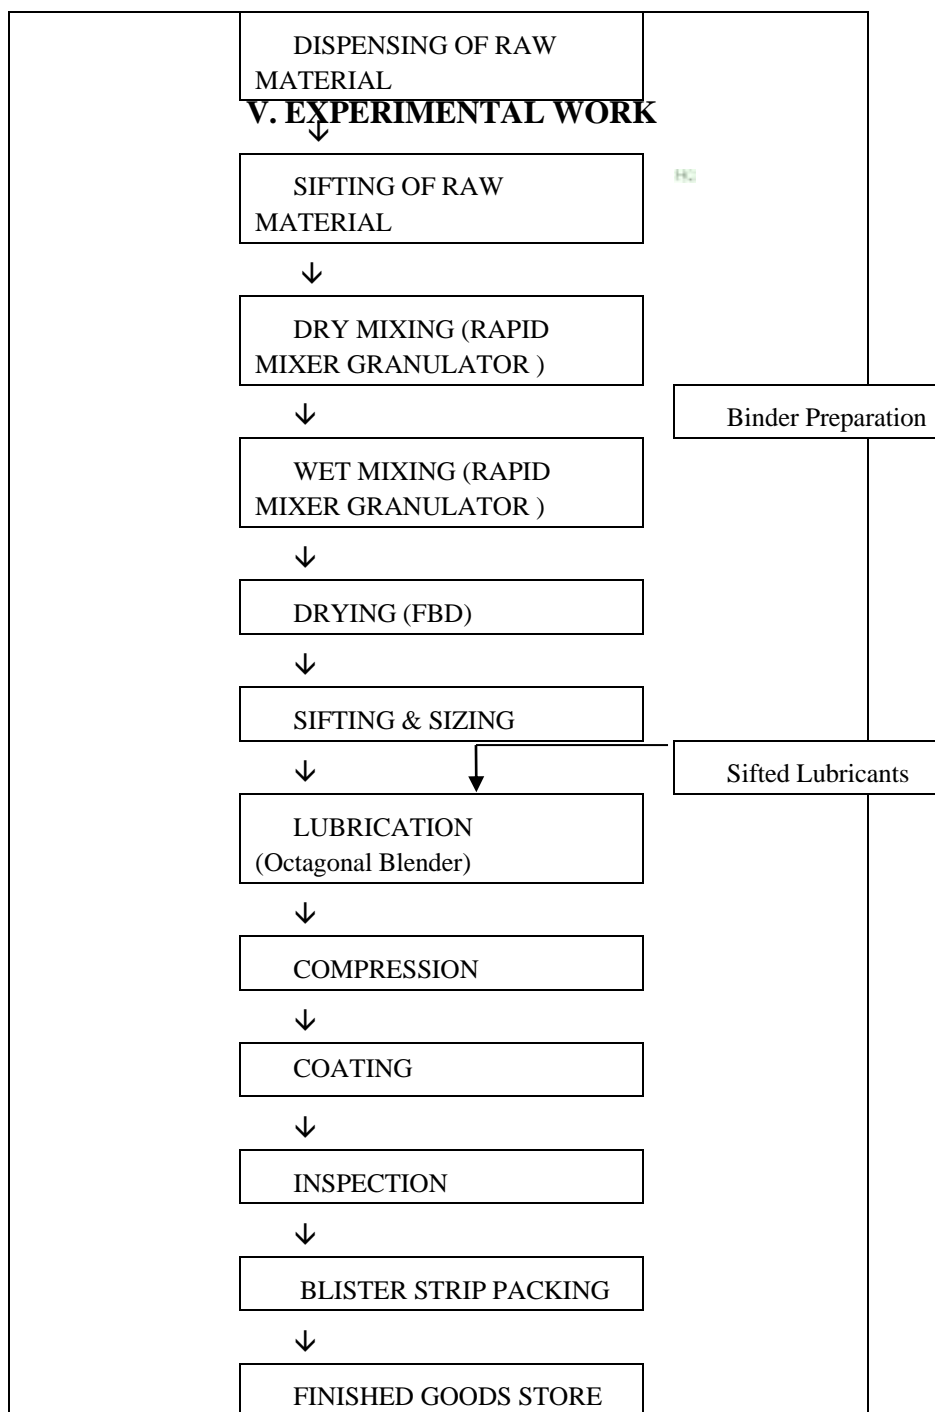 DISPENSING OF RAW
MATERIAL
V. EXPERIMENTAL WORK
SIFTING OF RAW
MATERIAL
HC
DRY MIXING (RAPID
MIXER GRANULATOR )
Binder Preparation
WET MIXING (RAPID
MIXER GRANULATOR )
DRYING (FBD)
SIFTING & SIZING
Sifted Lubricants
LUBRICATION
(Octagonal Blender)
COMPRESSION
COATING
INSPECTION
BLISTER STRIP PACKING
FINISHED GOODS STORE